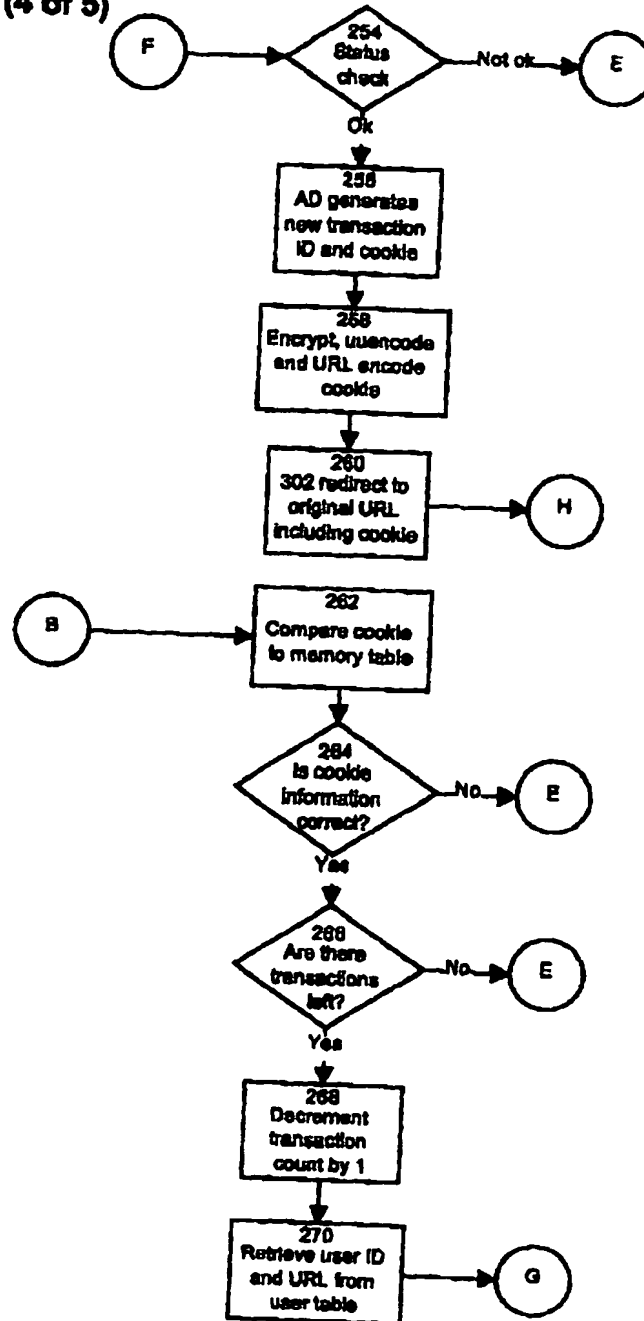 (4 of 5)
F
254
Status
check
Not ok
E
Ok
256
AD generates
new transaction
ID and cookie
258
Encrypt, uuencode
and URL encode
cookie
260
302 redirect to
original URL
including cookie
H
B
262
Compare cookie
to memory table
264
Is cookie
information
correct?
No
E
Yes
266
Are there
transactions
left?
No
E
Yes
268
Decrement
transaction
count by 1
270
Retrieve user ID
and URL from
user table
G